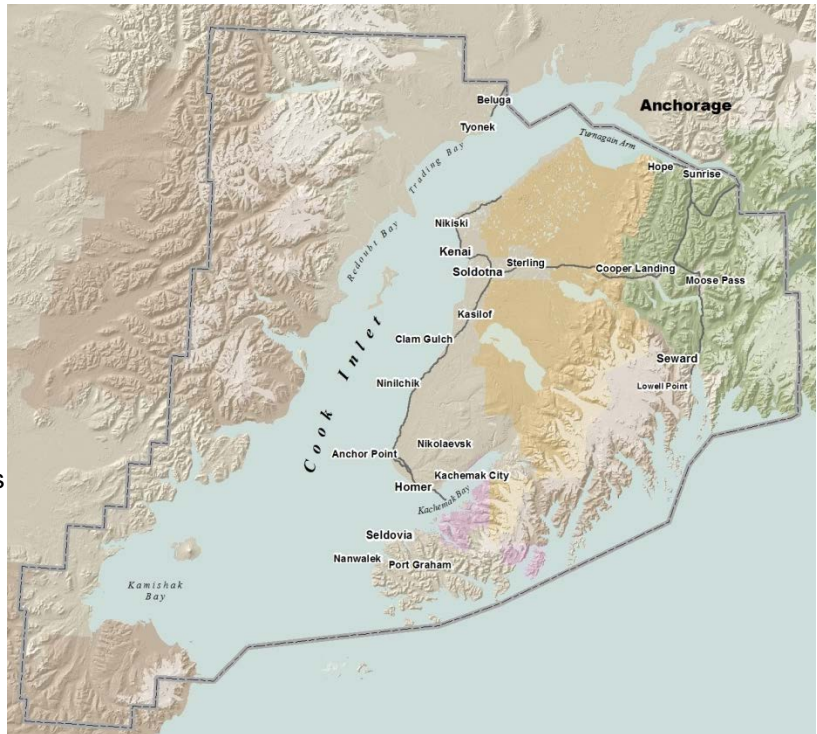 Beluga
Anchorage
Tyonek
Turnagain Arm
Trading Bay
Hope
Sunrise
Nikiski
Redoubt Bay
Kenai
Sterling
Soldotna
Cooper Landing
Moose Pass
Kasilof
Clam Gulch
Seward
Cook Inlet
Ninilchik
Lowell Point
Nikolaevsk
Anchor Point
Kachemak City
s
Homer
Kachemak Bay
Seldovia
Nanwalek
Port Graham
Kamishak
Bay